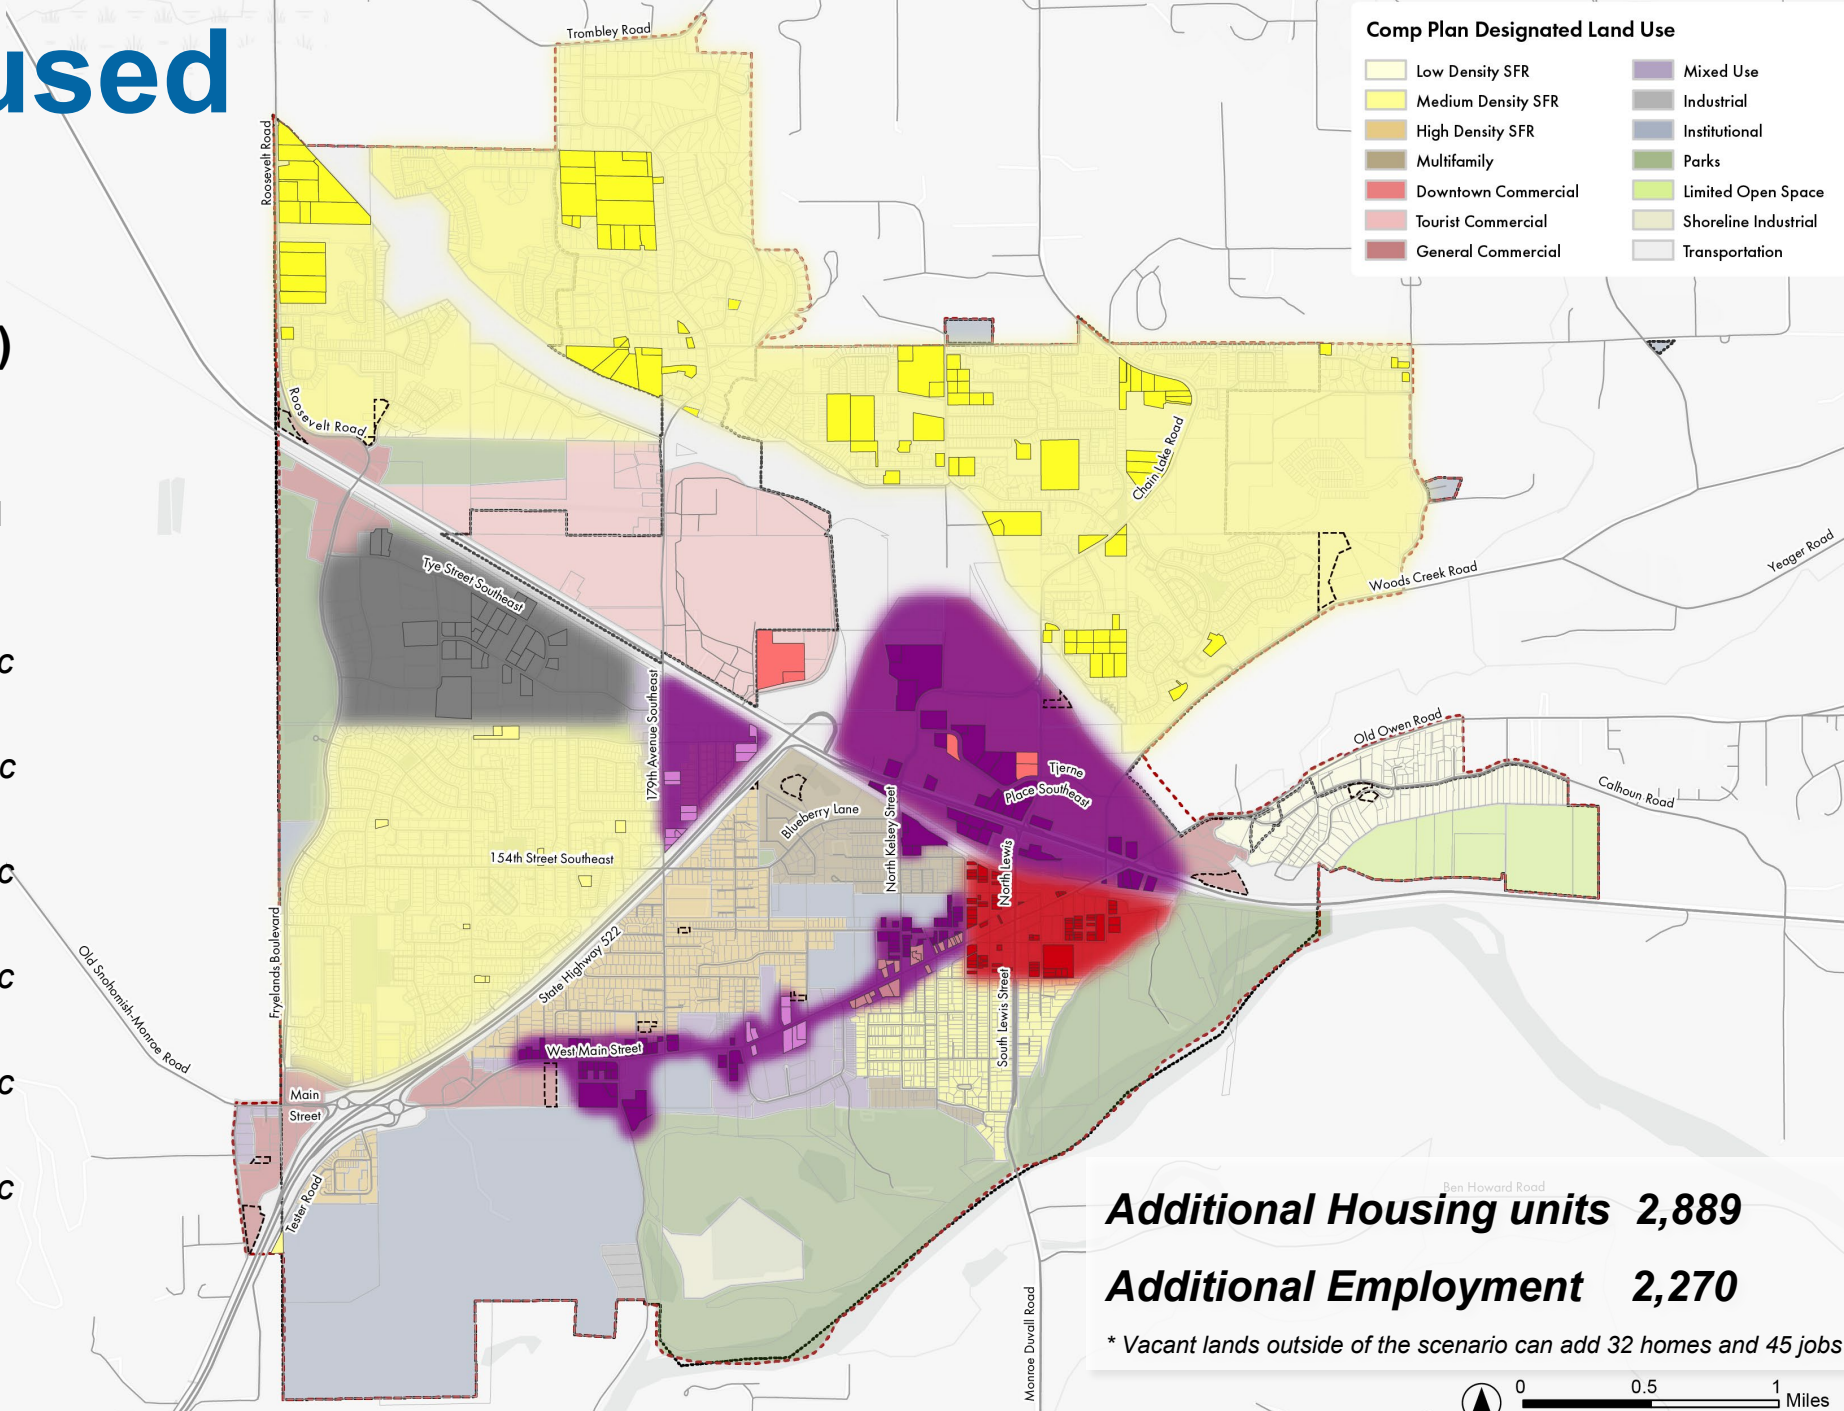 used
)
c
c
c
c
c
c
Comp Plan Designated Land Use
Low Density SFR
Medium Density SFR
High Density SFR
Multifamily
Downtown Commercial
Tourist Commercial
General Commercial
Mixed Use
Industrial
Institutional
Parks
Limited Open Space
Shoreline Industrial
Transportation
Trombley Road
Roosevelt Road
Roosevelt Road
Chain Lake Road
Woods Creek Road
Yeager Road
Tye Street Southeast
179th Avenue Southeast
Old Owen Road
Calhoun Road
Tjerne
Place Southeast
Blueberry Lane
North Kelsey Street
North Lewis
154th Street Southeast
State Highway 522
Fryelands Boulevard
Old Snohomish-Monroe Road
South Lewis Street
West Main Street
Main
Street
Tester Road
Ben Howard Road
Monroe Duvall Road
Additional Housing units 2,889
Additional Employment 2,270
* Vacant lands outside of the scenario can add 32 homes and 45 jobs
0 0.5 1
Miles